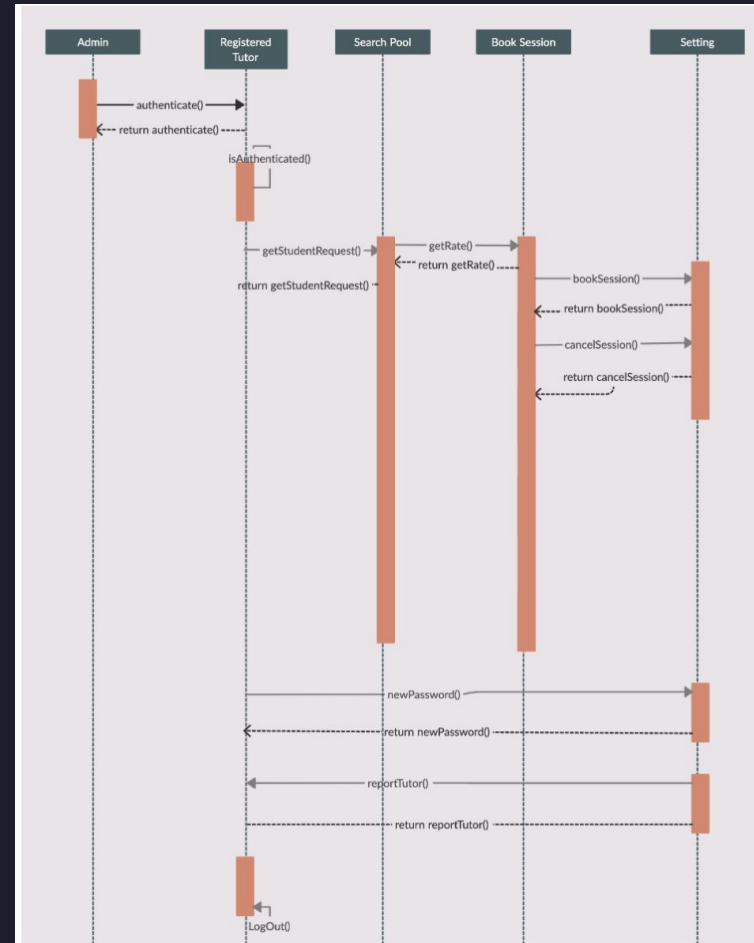 Admin
Registered
Tutor
Search Pool
Book Session
Setting
authenticate()
return authenticate()
isAuthenticated()
getStudentRequest()
getRate()
return getRate()
return getStudentRequest()
bookSession()
return bookSession()
cancelSession()
return cancelSession()
newPassword()
return newPassword()
reportTutor()
return reportTutor()
LogOut()